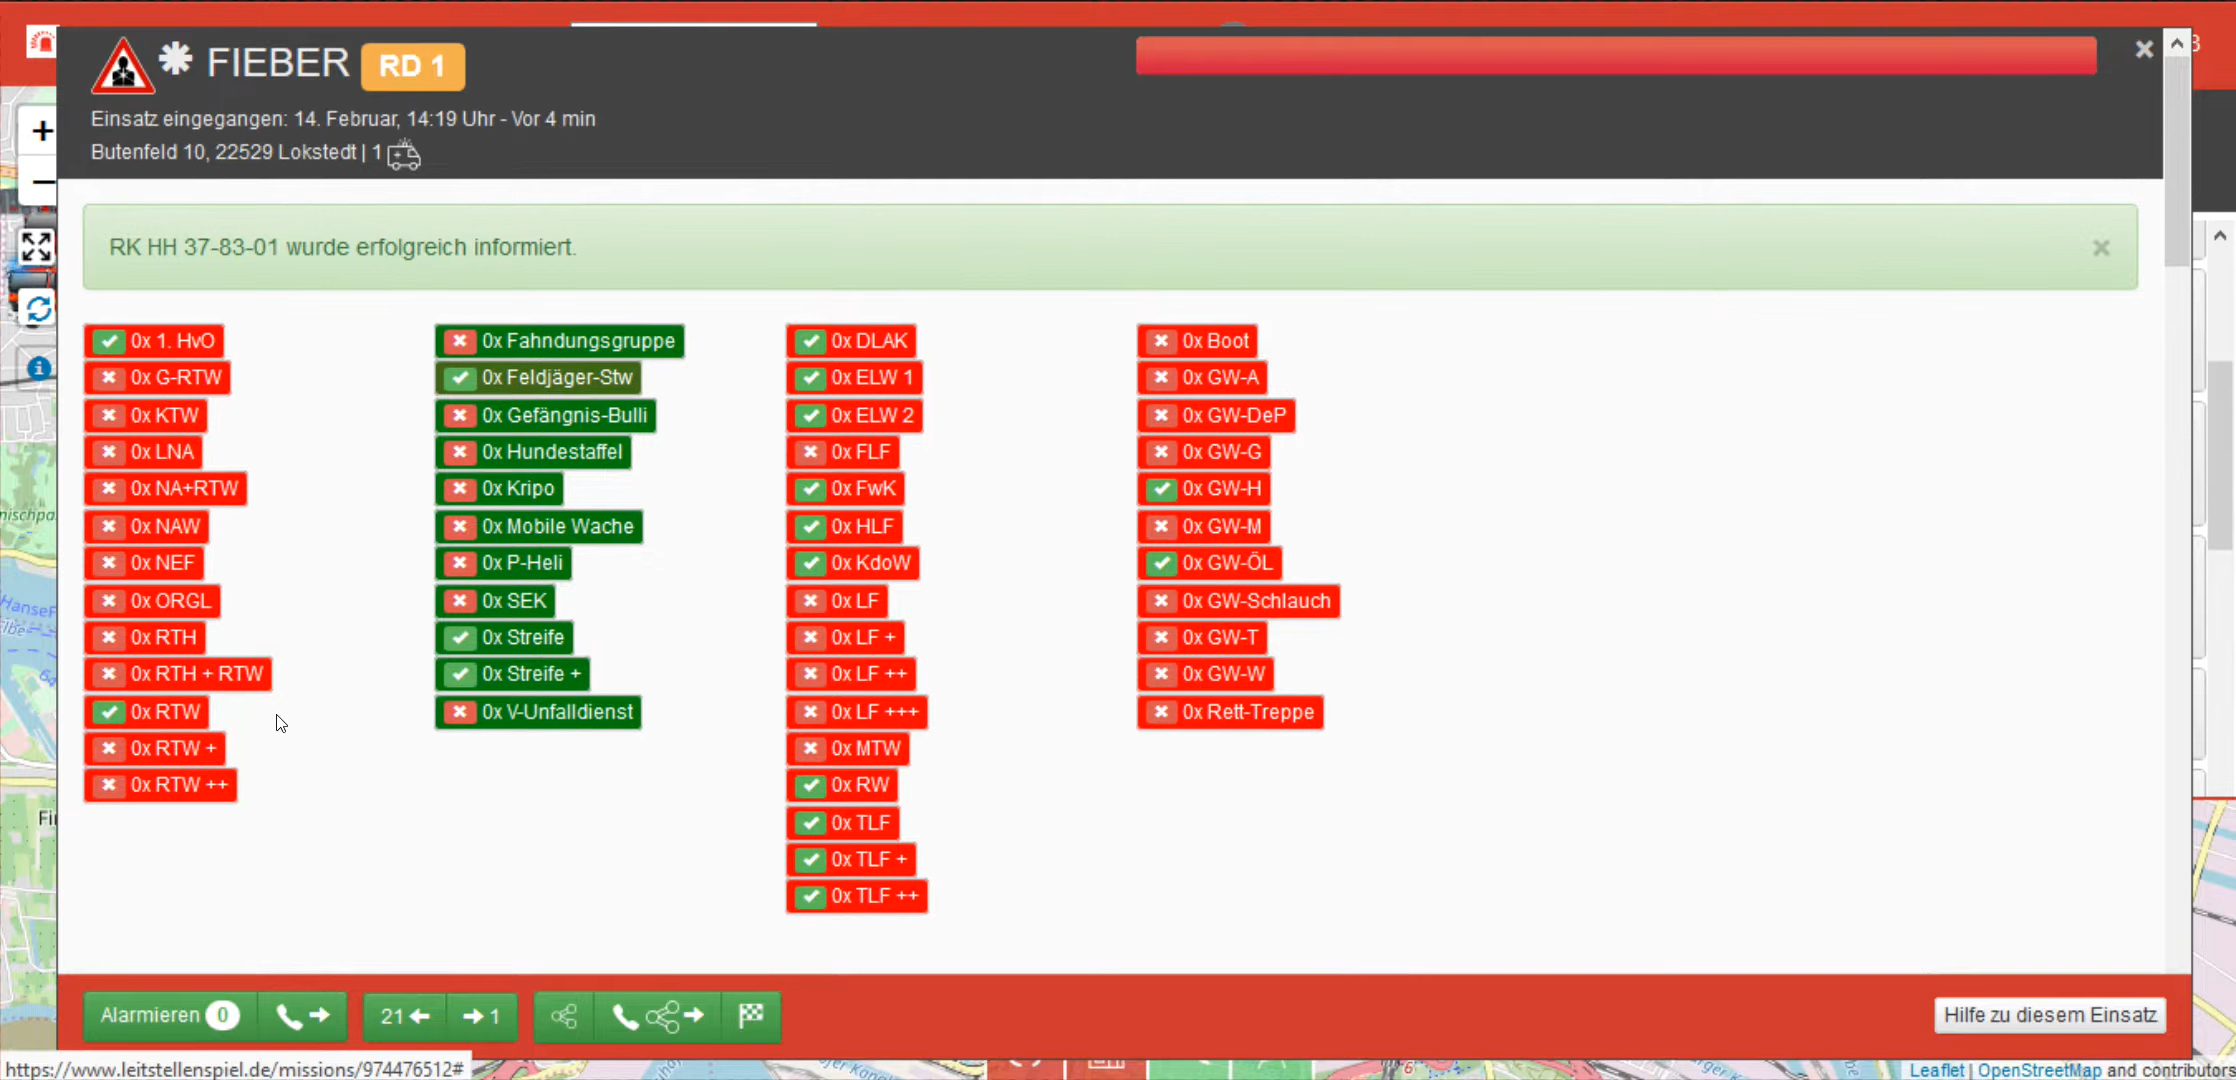 FIEBER RD 1
Einsatz eingegangen: 14. Februar, 14:19 Uhr - Vor 4 min
Butenfeld 10, 22529 Lokstedt | 1
RK HH 37-83-01 wurde erfolgreich informiert.
0x 1. HvO
0x G-RTW
0x KTW
0x LNA
0x NA+RTW
0x NAW
0x NEF
0x ORGL
0x RTH
0x RTH + RTW
0x RTW
0x RTW +
0x RTW ++
0x Fahndungsgruppe
0x Feldjäger-Stw
0x Gefängnis-Bulli
0x Hundestaffel
0x Kripo
0x Mobile Wache
0x P-Heli
0x SEK
0x Streife
0x Streife +
0x V-Unfalldienst
0x DLAK
0x ELW 1
0x ELW 2
0x FLF
0x FwK
0x HLF
0x KdoW
0x LF
0x LF +
0x LF ++
0x LF +++
0x MTW
0x RW
0x TLF
0x TLF +
0x TLF ++
0x Boot
0x GW-A
0x GW-DeP
0x GW-G
0x GW-H
0x GW-M
0x GW-ÖL
0x GW-Schlauch
0x GW-T
0x GW-W
0x Rett-Treppe
Alarmieren 0
21
1
Hilfe zu diesem Einsatz
https://www.leitstellenspiel.de/missions/974476512#
Leaflet | OpenStreetMap and contributors